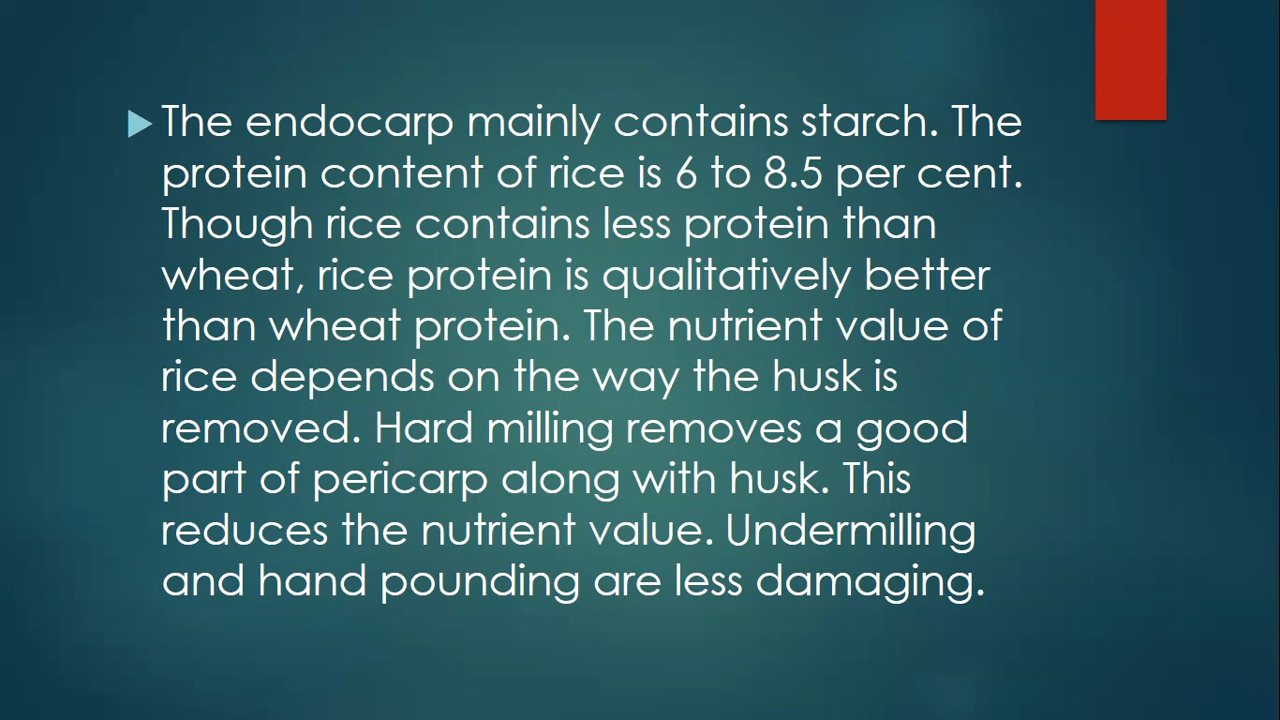 The endocarp mainly contains starch. The
protein content of rice is 6 to 8.5 per cent.
Though rice contains less protein than
wheat, rice protein is qualitatively better
than wheat protein. The nutrient value of
rice depends on the way the husk is
removed. Hard milling removes a good
part of pericarp along with husk. This
reduces the nutrient value. Undermilling
and hand pounding are less damaging.